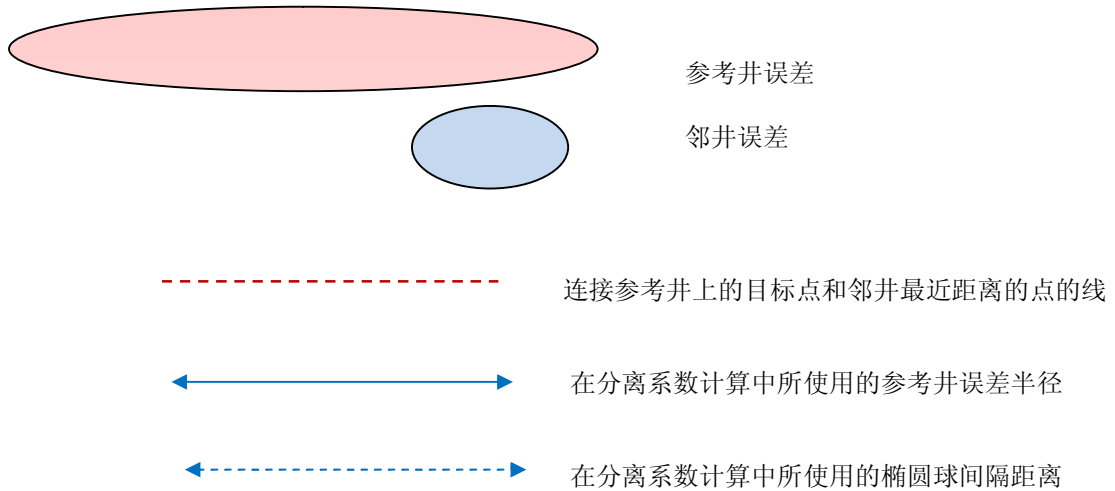 参考井误差
邻井误差
连接参考井上的目标点和邻井最近距离的点的线
在分离系数计算中所使用的参考井误差半径
在分离系数计算中所使用的椭圆球间隔距离